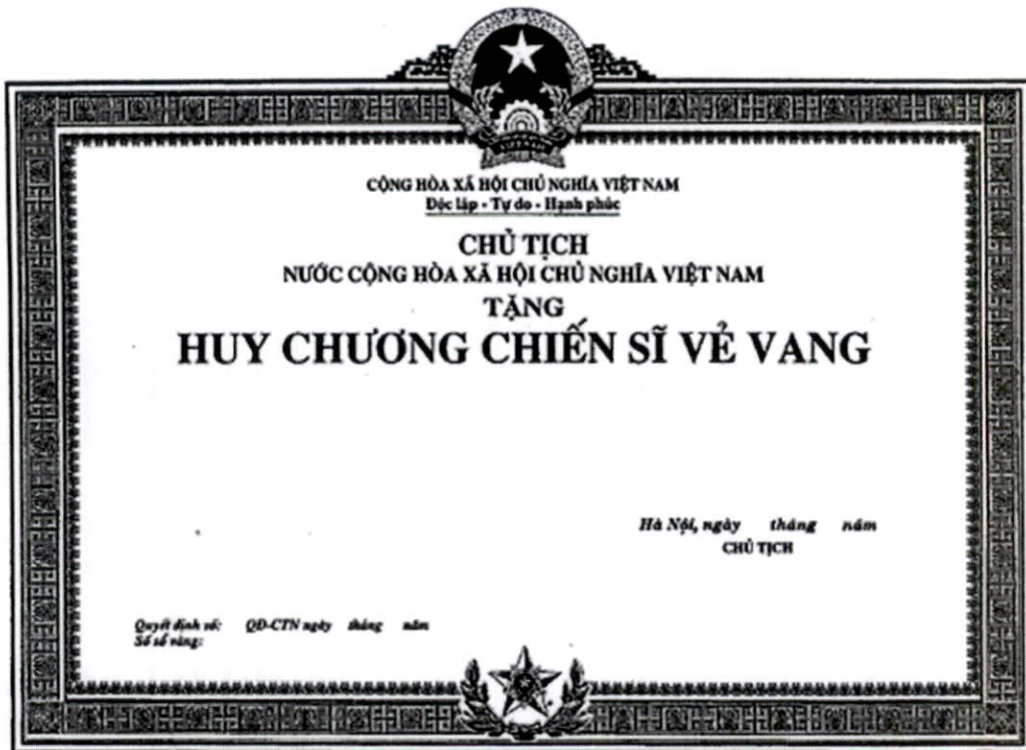 CỘNG HÒA XÃ HỘI CHỦ NGHĨA VIỆT NAM
Độc lập - Tự do - Hạnh phúc
CHỦ TỊCH
NƯỚC CỘNG HÒA XÃ HỘI CHỦ NGHĨA VIỆT NAM
TẶNG
HUY CHƯƠNG CHIẾN SĨ VẺ VANG
Hà Nội, ngày tháng năm
CHỦ TỊCH
Quyết định số: QĐ-CTN ngày tháng năm
Số sổ vàng: